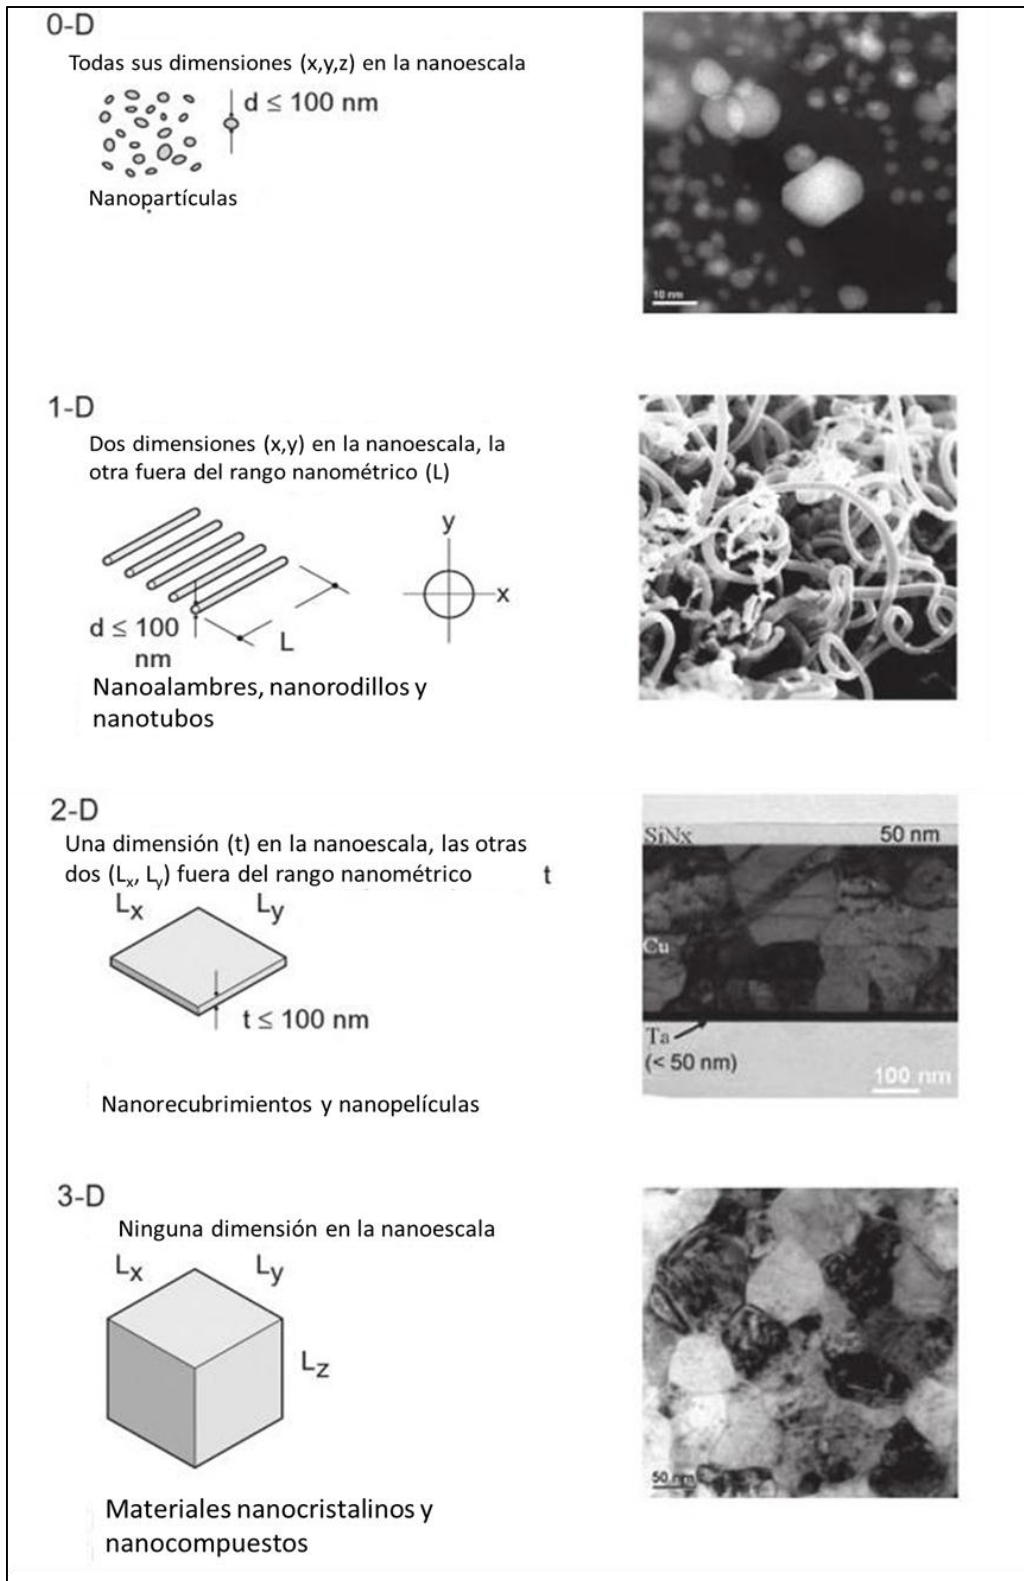 0-D
Todas sus dimensiones (x,y,z) en la nanoescala
d ≤ 100 nm
Nanopartículas
10 nm
1-D
Dos dimensiones (x,y) en la nanoescala, la
otra fuera del rango nanométrico (L)
y
x
d ≤ 100
nm
L
Nanoalambres, nanorodillos y
nanotubos
2-D
Una dimensión (t) en la nanoescala, las otras
dos (Lx, Ly) fuera del rango nanométrico
t
Lx Ly
t ≤ 100 nm
Nanorecubrimientos y nanopelículas
SiNx 50 nm
Cu
Ta
(< 50 nm)
100 nm
3-D
Ninguna dimensión en la nanoescala
Lx Ly
Lz
Materiales nanocristalinos y
nanocompuestos
50 nm